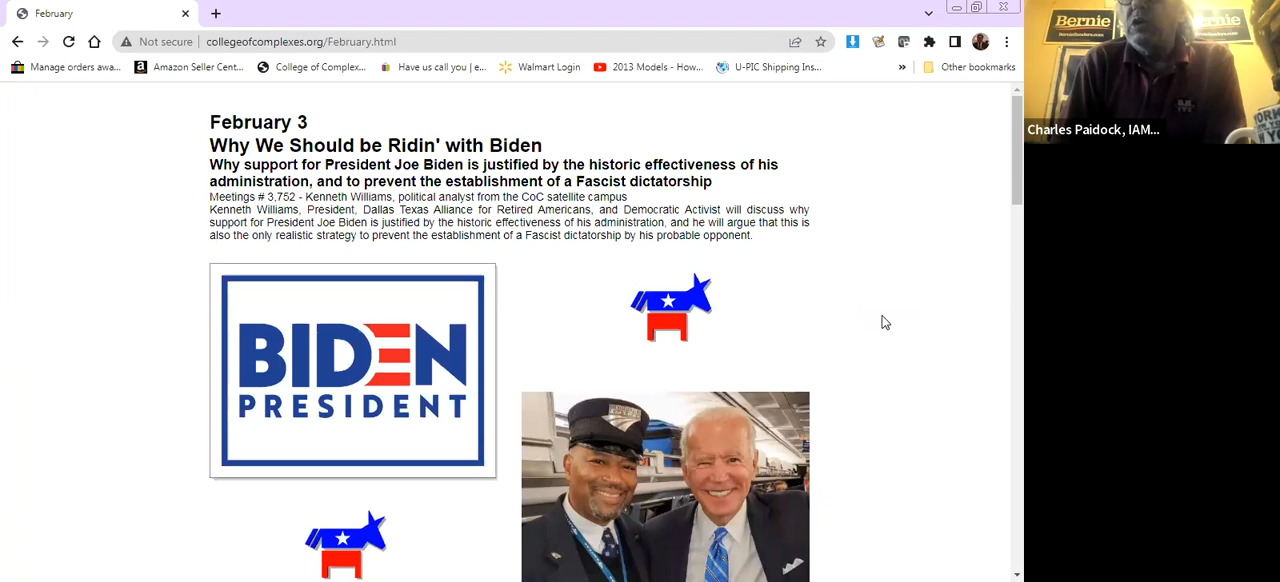 February
Not secure
collegeofcomplexes.org/February.html
Manage orders awa...
Amazon Seller Cent...
College of Complex...
Have us call you | e...
Walmart Login
2013 Models - How...
U-PIC Shipping Ins...
»
Other bookmarks
February 3
Why We Should be Ridin' with Biden
Why support for President Joe Biden is justified by the historic effectiveness of his
administration, and to prevent the establishment of a Fascist dictatorship
Meetings # 3,752 - Kenneth Williams, political analyst from the CoC satellite campus
Kenneth Williams, President, Dallas Texas Alliance for Retired Americans, and Democratic Activist will discuss why
support for President Joe Biden is justified by the historic effectiveness of his administration, and he will argue that this is
also the only realistic strategy to prevent the establishment of a Fascist dictatorship by his probable opponent.
BIDEN
PRESIDENT
Bernie
Charles Paidock, IAM...